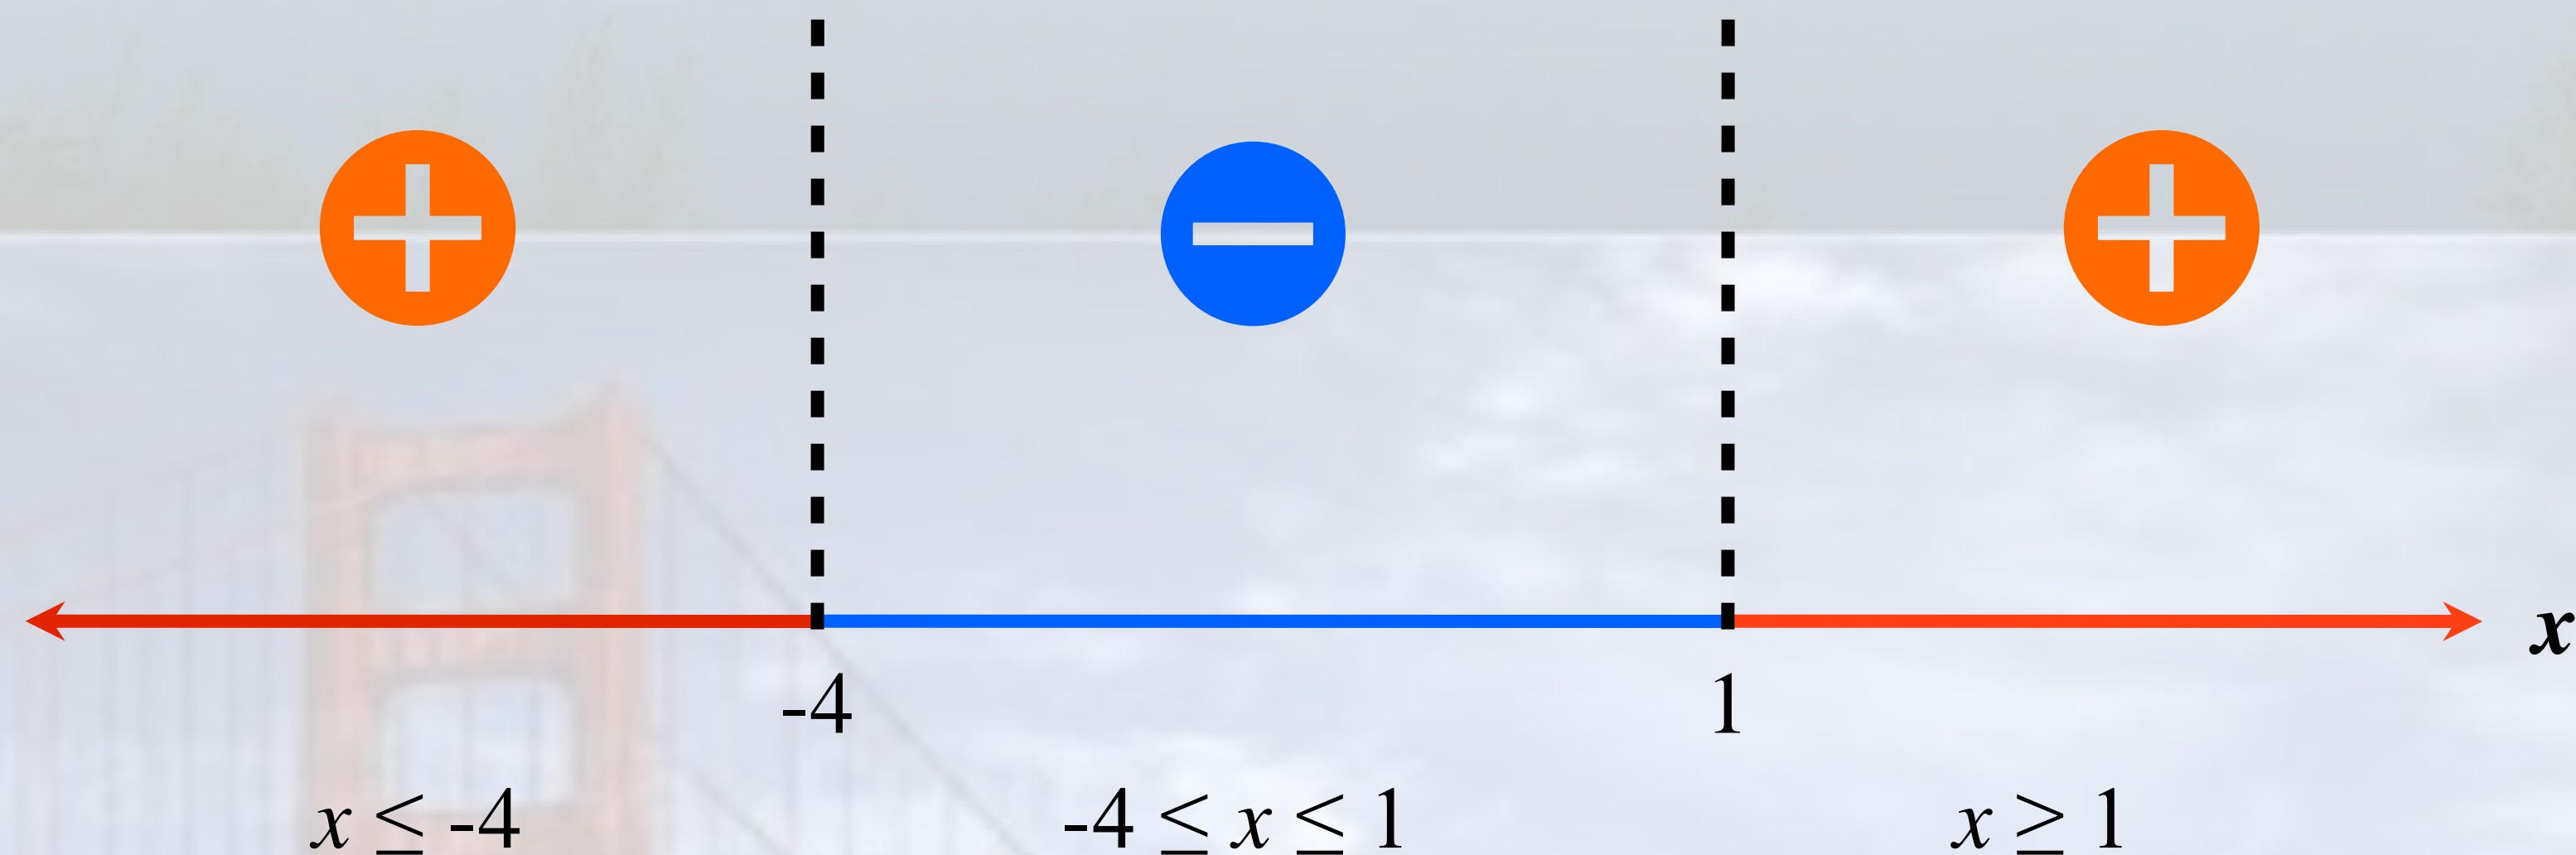 x
-4 1
x ≤ -4 -4 ≤ x ≤ 1 x ≥ 1